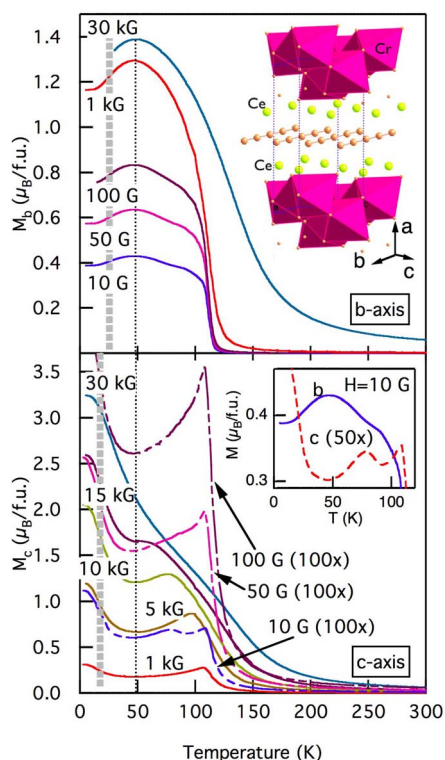 1.4
1.2
1.0
0.8
0.6
0.4
0.2
M_b (μ_B/f.u.)
30 kG
1 kG
100 G
50 G
10 G
Cr
Ce
Ce
a
b
c
b-axis
3.5
3.0
2.5
2.0
1.5
1.0
0.5
0.0
M_c (μ_B/f.u.)
30 kG
15 kG
10 kG
5 kG
1 kG
H=10 G
b
c (50x)
0.4
0.3
M (μ_B/f.u.)
0
50
100
T (K)
100 G (100x)
50 G (100x)
10 G (100x)
c-axis
0
50
100
150
200
250
300
Temperature (K)